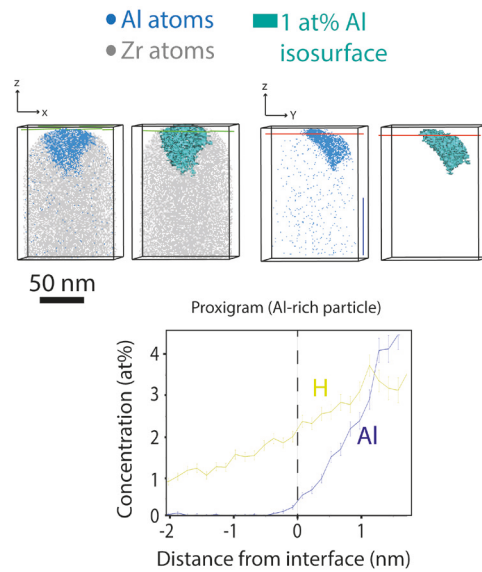 Al atoms
Zr atoms
1 at% Al
isosurface
z
x
z
Y
50 nm
Proxigram (Al-rich particle)
Concentration (at%)
4
3
2
1
0
H
Al
-2
-1
0
1
Distance from interface (nm)